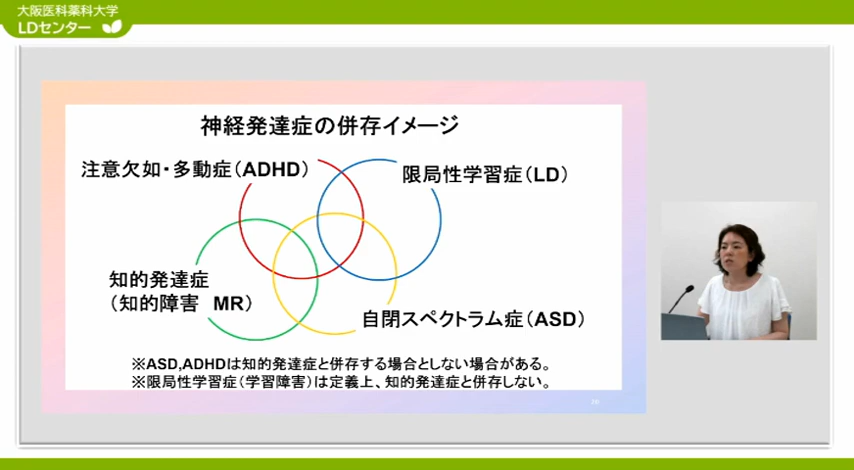 大阪医科薬科大学
LDセンター
神経発達症の併存イメージ
注意欠如・多動症(ADHD)
限局性学習症(LD)
知的発達症
(知的障害 MR)
自閉スペクトラム症(ASD)
※ASD,ADHDは知的発達症と併存する場合としない場合がある。
※限局性学習症(学習障害)は定義上、知的発達症と併存しない。